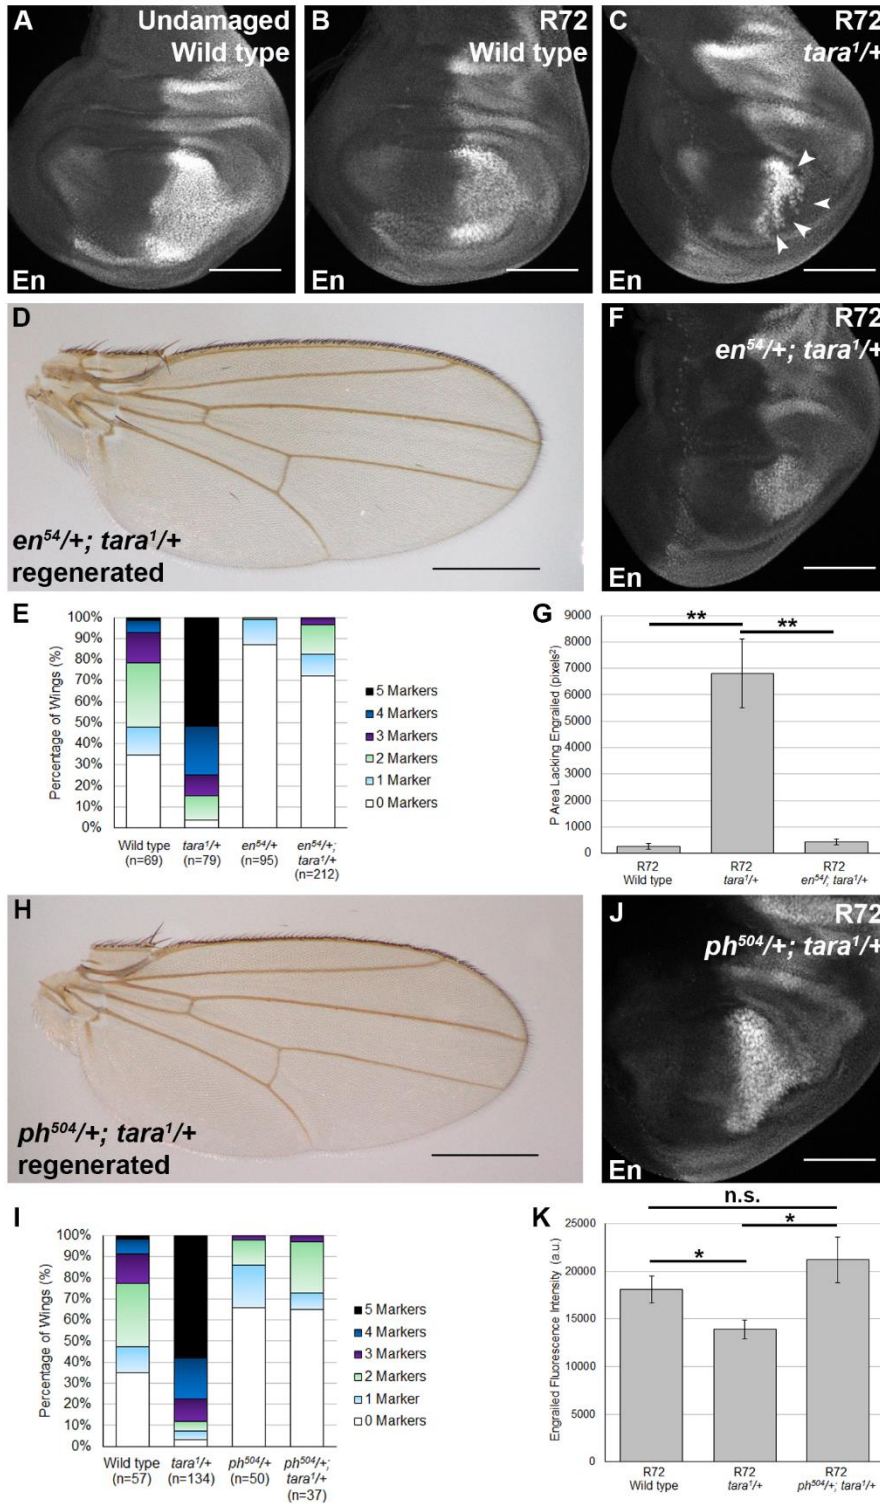 A
Undamaged
Wild type
En
B
R72
Wild type
En
C
R72
tara¹/+
En
D
en⁵⁴/+; tara¹/+
regenerated
F
R72
en⁵⁴/+; tara¹/+
En
E
Percentage of Wings (%)
100%
90%
80%
70%
60%
50%
40%
30%
20%
10%
0%
Wild type
(n=69)
tara¹/+
(n=79)
en⁵⁴/+
(n=95)
en⁵⁴/+;
tara¹/+
(n=212)
5 Markers
4 Markers
3 Markers
2 Markers
1 Marker
0 Markers
G
P Area Lacking Engrailed (pixels²)
9000
8000
7000
6000
5000
4000
3000
2000
1000
0
**
**
R72
Wild type
R72
tara¹/+
R72
en⁵⁴/; tara¹/+
H
ph⁵⁰⁴/+; tara¹/+
regenerated
J
R72
ph⁵⁰⁴/+; tara¹/+
En
I
Percentage of Wings (%)
100%
90%
80%
70%
60%
50%
40%
30%
20%
10%
0%
Wild type
(n=57)
tara¹/+
(n=134)
ph⁵⁰⁴/+
(n=50)
ph⁵⁰⁴/+;
tara¹/+
(n=37)
5 Markers
4 Markers
3 Markers
2 Markers
1 Marker
0 Markers
K
Engrailed Fluorescence Intensity (a.u.)
25000
20000
15000
10000
5000
0
n.s.
*
*
R72
Wild type
R72
tara¹/+
R72
ph⁵⁰⁴/+; tara¹/+